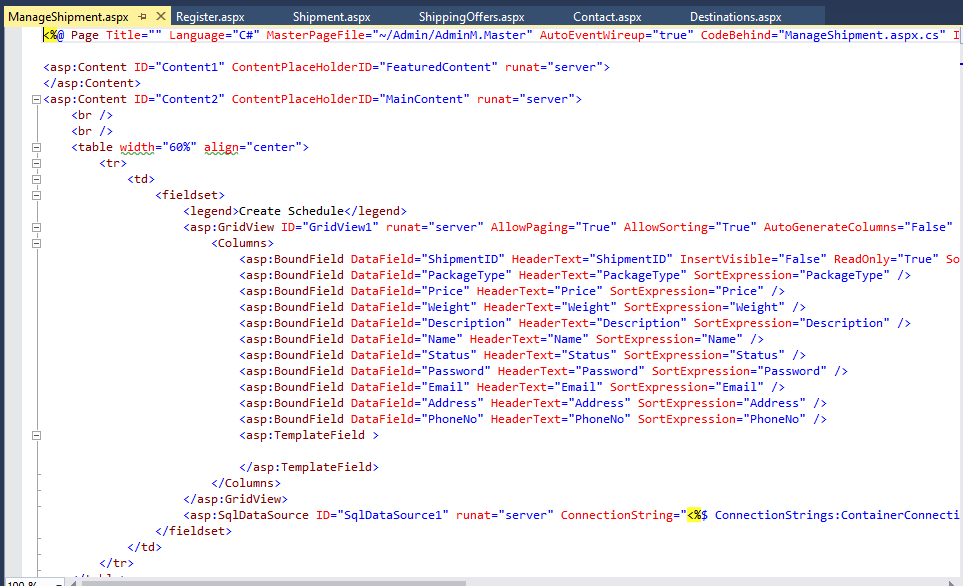 ManageShipment.aspx Register.aspx Shipment.aspx ShippingOffers.aspx Contact.aspx Destinations.aspx
<%@ Page Title="" Language="C#" MasterPageFile="~/Admin/AdminM.Master" AutoEventWireup="true" CodeBehind="ManageShipment.aspx.cs" I
<asp:Content ID="Content1" ContentPlaceHolderID="FeaturedContent" runat="server">
</asp:Content>
<asp:Content ID="Content2" ContentPlaceHolderID="MainContent" runat="server">
<br />
<br />
<table width="60%" align="center">
<tr>
<td>
<fieldset>
<legend>Create Schedule</legend>
<asp:GridView ID="GridView1" runat="server" AllowPaging="True" AllowSorting="True" AutoGenerateColumns="False"
<Columns>
<asp:BoundField DataField="ShipmentID" HeaderText="ShipmentID" InsertVisible="False" ReadOnly="True" So
<asp:BoundField DataField="PackageType" HeaderText="PackageType" SortExpression="PackageType" />
<asp:BoundField DataField="Price" HeaderText="Price" SortExpression="Price" />
<asp:BoundField DataField="Weight" HeaderText="Weight" SortExpression="Weight" />
<asp:BoundField DataField="Description" HeaderText="Description" SortExpression="Description" />
<asp:BoundField DataField="Name" HeaderText="Name" SortExpression="Name" />
<asp:BoundField DataField="Status" HeaderText="Status" SortExpression="Status" />
<asp:BoundField DataField="Password" HeaderText="Password" SortExpression="Password" />
<asp:BoundField DataField="Email" HeaderText="Email" SortExpression="Email" />
<asp:BoundField DataField="Address" HeaderText="Address" SortExpression="Address" />
<asp:BoundField DataField="PhoneNo" HeaderText="PhoneNo" SortExpression="PhoneNo" />
<asp:TemplateField >
</asp:TemplateField>
</Columns>
</asp:GridView>
<asp:SqlDataSource ID="SqlDataSource1" runat="server" ConnectionString="<%$ ConnectionStrings:ContainerConnecti
</fieldset>
</td>
</tr>
</table>
100 %